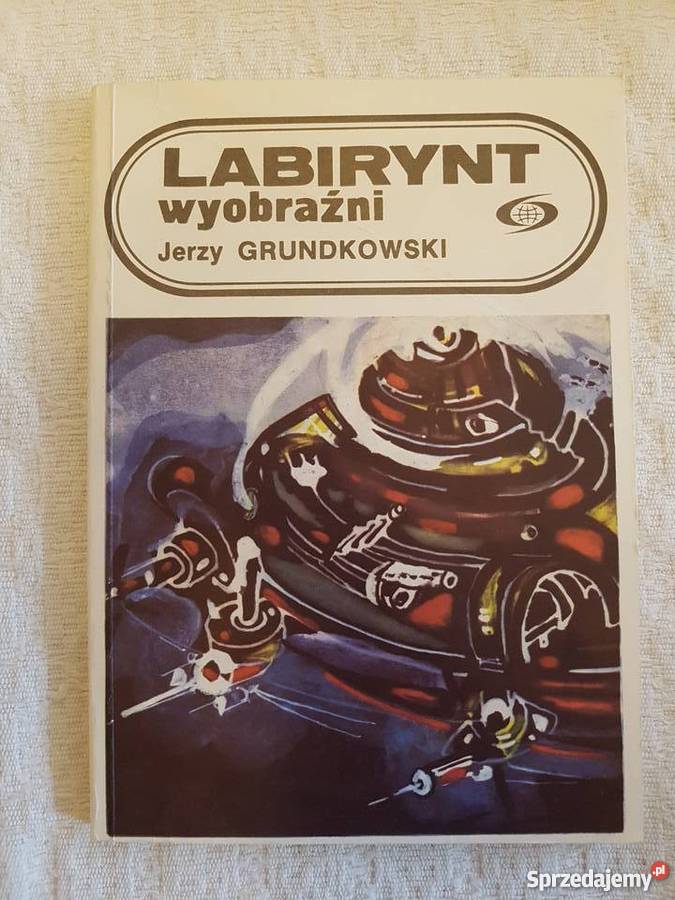 LABIRYNT
wyobraźni
Jerzy GRUNDKOWSKI
Sprzedajemy.pl